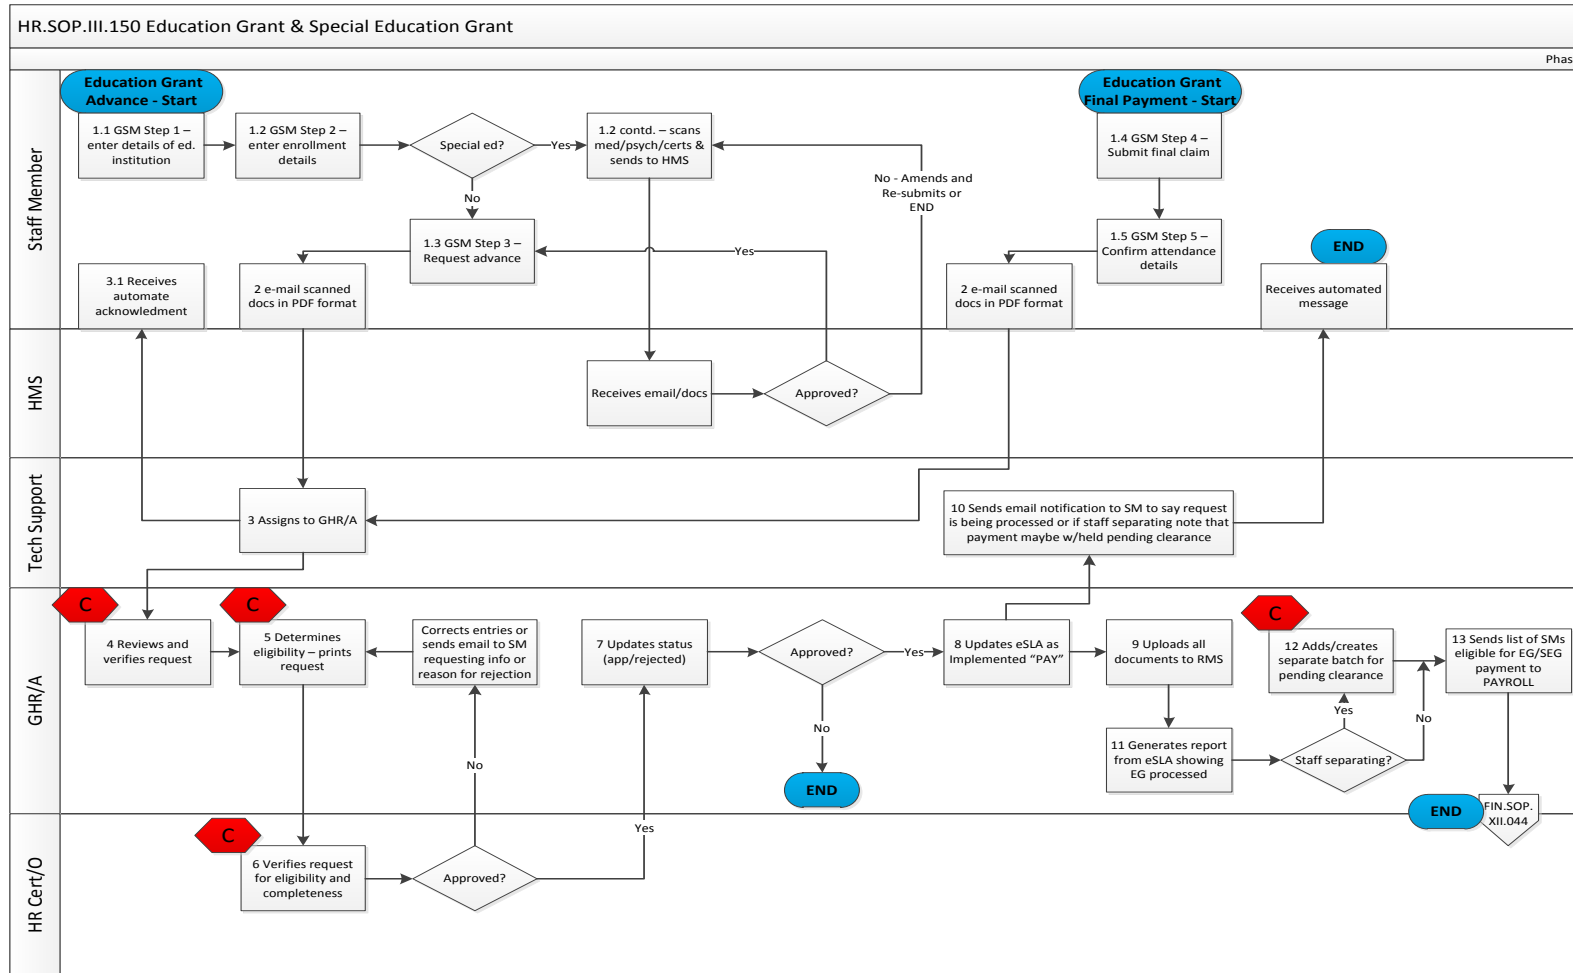 HR.SOP.III.150 Education Grant & Special Education Grant
Phas
Staff Member
Education Grant
Advance - Start
1.1 GSM Step 1 –
enter details of ed.
institution
1.2 GSM Step 2 –
enter enrollment
details
Special ed?
Yes
No
1.2 contd. – scans
med/psych/certs &
sends to HMS
No - Amends and
Re-submits or
END
1.3 GSM Step 3 –
Request advance
Yes
3.1 Receives
automate
acknowledment
2 e-mail scanned
docs in PDF format
Education Grant
Final Payment - Start
1.4 GSM Step 4 –
Submit final claim
1.5 GSM Step 5 –
Confirm attendance
details
2 e-mail scanned
docs in PDF format
END
Receives automated
message
HMS
Receives email/docs
Approved?
Tech Support
3 Assigns to GHR/A
10 Sends email notification to SM to say request
is being processed or if staff separating note that
payment maybe w/held pending clearance
GHR/A
C
4 Reviews and
verifies request
C
5 Determines
eligibility – prints
request
Corrects entries or
sends email to SM
requesting info or
reason for rejection
No
7 Updates status
(app/rejected)
Yes
Approved?
Yes
No
END
8 Updates eSLA as
Implemented “PAY”
9 Uploads all
documents to RMS
11 Generates report
from eSLA showing
EG processed
C
12 Adds/creates
separate batch for
pending clearance
Yes
Staff separating?
No
13 Sends list of SMs
eligible for EG/SEG
payment to
PAYROLL
END
FIN.SOP.
XII.044
HR Cert/O
C
6 Verifies request
for eligibility and
completeness
Approved?